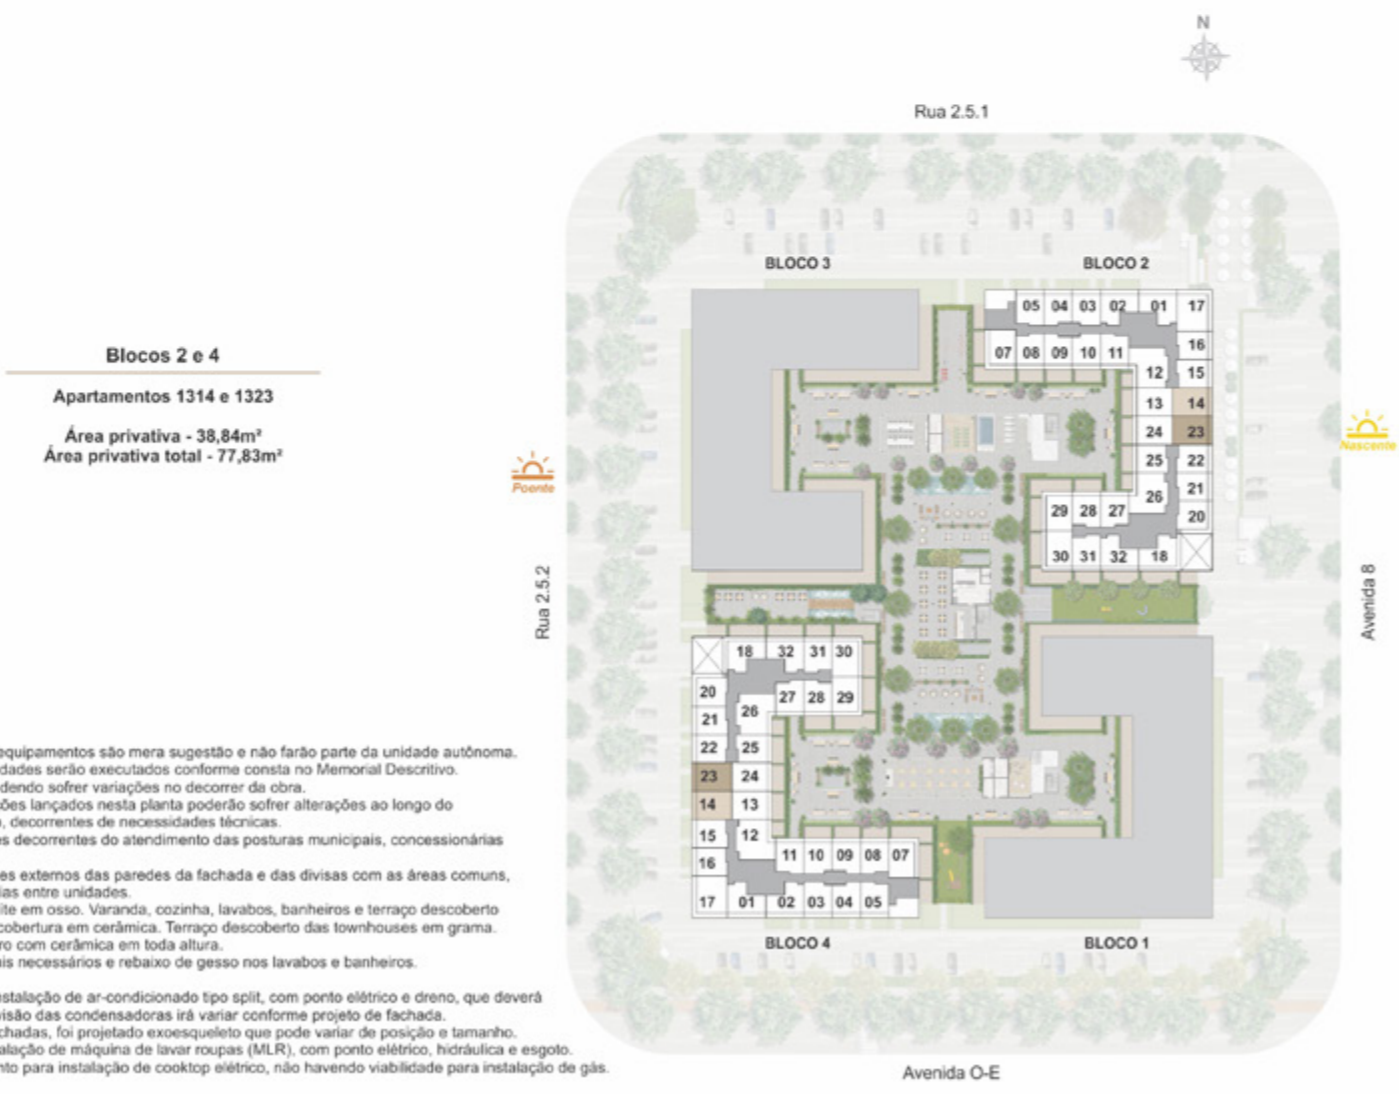 N
Rua 2.5.1
BLOCO 3
BLOCO 2
05 04 03 02 01 17
16
07 08 09 10 11
12 15
13 14
24 23
25 22
21
26
29 28 27
20
30 31 32 18
Blocos 2 e 4
Apartamentos 1314 e 1323
Área privativa - 38,84m²
Área privativa total - 77,83m²
Poente
Nascente
Rua 2.5.2
Avenida 8
18 32 31 30
20
27 28 29
26
21
22 25
23 24
14 13
15 12
16
11 10 09 08 07
17 01 02 03 04 05
BLOCO 4
BLOCO 1
Avenida O-E
equipamentos são mera sugestão e não farão parte da unidade autônoma.
dades serão executados conforme consta no Memorial Descritivo.
dendo sofrer variações no decorrer da obra.
ões lançados nesta planta poderão sofrer alterações ao longo do
, decorrentes de necessidades técnicas.
es decorrentes do atendimento das posturas municipais, concessionárias
es externos das paredes da fachada e das divisas com as áreas comuns,
ias entre unidades.
ite em osso. Varanda, cozinha, lavabos, banheiros e terraço descoberto
cobertura em cerâmica. Terraço descoberto das townhouses em grama.
ro com cerâmica em toda altura.
is necessários e rebaixo de gesso nos lavabos e banheiros.
nstalação de ar-condicionado tipo split, com ponto elétrico e dreno, que deverá
isão das condensadoras irá variar conforme projeto de fachada.
chadas, foi projetado exoesqueleto que pode variar de posição e tamanho.
alação de máquina de lavar roupas (MLR), com ponto elétrico, hidráulica e esgoto.
nto para instalação de cooktop elétrico, não havendo viabilidade para instalação de gás.